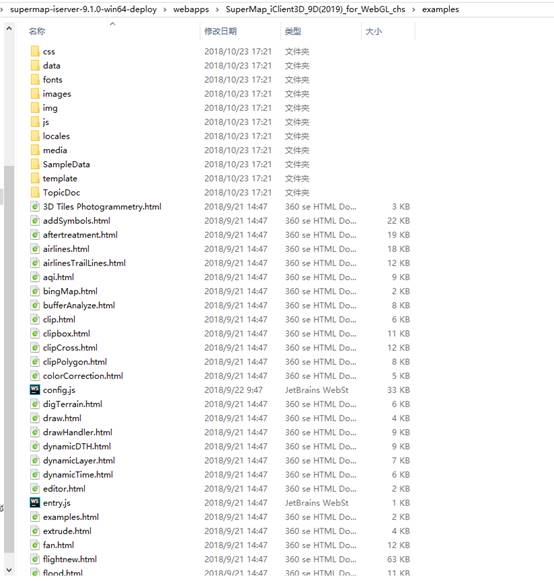 supermap-iserver-9.1.0-win64-deploy > webapps > SuperMap_iClient3D_9D(2019)_for_WebGL_chs > examples
名称 修改日期 类型 大小
css 2018/10/23 17:21 文件夹
data 2018/10/23 17:21 文件夹
fonts 2018/10/23 17:21 文件夹
images 2018/10/23 17:21 文件夹
img 2018/10/23 17:21 文件夹
js 2018/10/23 17:21 文件夹
locales 2018/10/23 17:21 文件夹
media 2018/10/23 17:21 文件夹
SampleData 2018/10/23 17:21 文件夹
template 2018/10/23 17:21 文件夹
TopicDoc 2018/10/23 17:21 文件夹
3D Tiles Photogrammetry.html 2018/9/21 14:47 360 se HTML Do... 3 KB
addSymbols.html 2018/9/21 14:47 360 se HTML Do... 22 KB
aftertreatment.html 2018/9/21 14:47 360 se HTML Do... 19 KB
airlines.html 2018/9/21 14:47 360 se HTML Do... 18 KB
airlinesTrailLines.html 2018/9/21 14:47 360 se HTML Do... 12 KB
aqi.html 2018/9/21 14:47 360 se HTML Do... 9 KB
bingMap.html 2018/9/21 14:47 360 se HTML Do... 2 KB
bufferAnalyze.html 2018/9/21 14:47 360 se HTML Do... 8 KB
clip.html 2018/9/21 14:47 360 se HTML Do... 6 KB
clipbox.html 2018/9/21 14:47 360 se HTML Do... 11 KB
clipCross.html 2018/9/21 14:47 360 se HTML Do... 12 KB
clipPolygon.html 2018/9/21 14:47 360 se HTML Do... 8 KB
colorCorrection.html 2018/9/21 14:47 360 se HTML Do... 5 KB
config.js 2018/9/22 9:47 JetBrains WebSt 33 KB
digTerrain.html 2018/9/21 14:47 360 se HTML Do... 6 KB
draw.html 2018/9/21 14:47 360 se HTML Do... 4 KB
drawHandler.html 2018/9/21 14:47 360 se HTML Do... 9 KB
dynamicDTH.html 2018/9/21 14:47 360 se HTML Do... 9 KB
dynamicLayer.html 2018/9/21 14:47 360 se HTML Do... 7 KB
dynamicTime.html 2018/9/21 14:47 360 se HTML Do... 6 KB
editor.html 2018/9/21 14:47 360 se HTML Do... 2 KB
entry.js 2018/9/21 14:47 JetBrains WebSt 1 KB
examples.html 2018/9/21 14:47 360 se HTML Do... 2 KB
extrude.html 2018/9/21 14:47 360 se HTML Do... 4 KB
fan.html 2018/9/21 14:47 360 se HTML Do... 12 KB
flightnew.html 2018/9/21 14:47 360 se HTML Do... 63 KB
flood.html 2018/9/21 14:47 360 se HTML Do... 11 KB